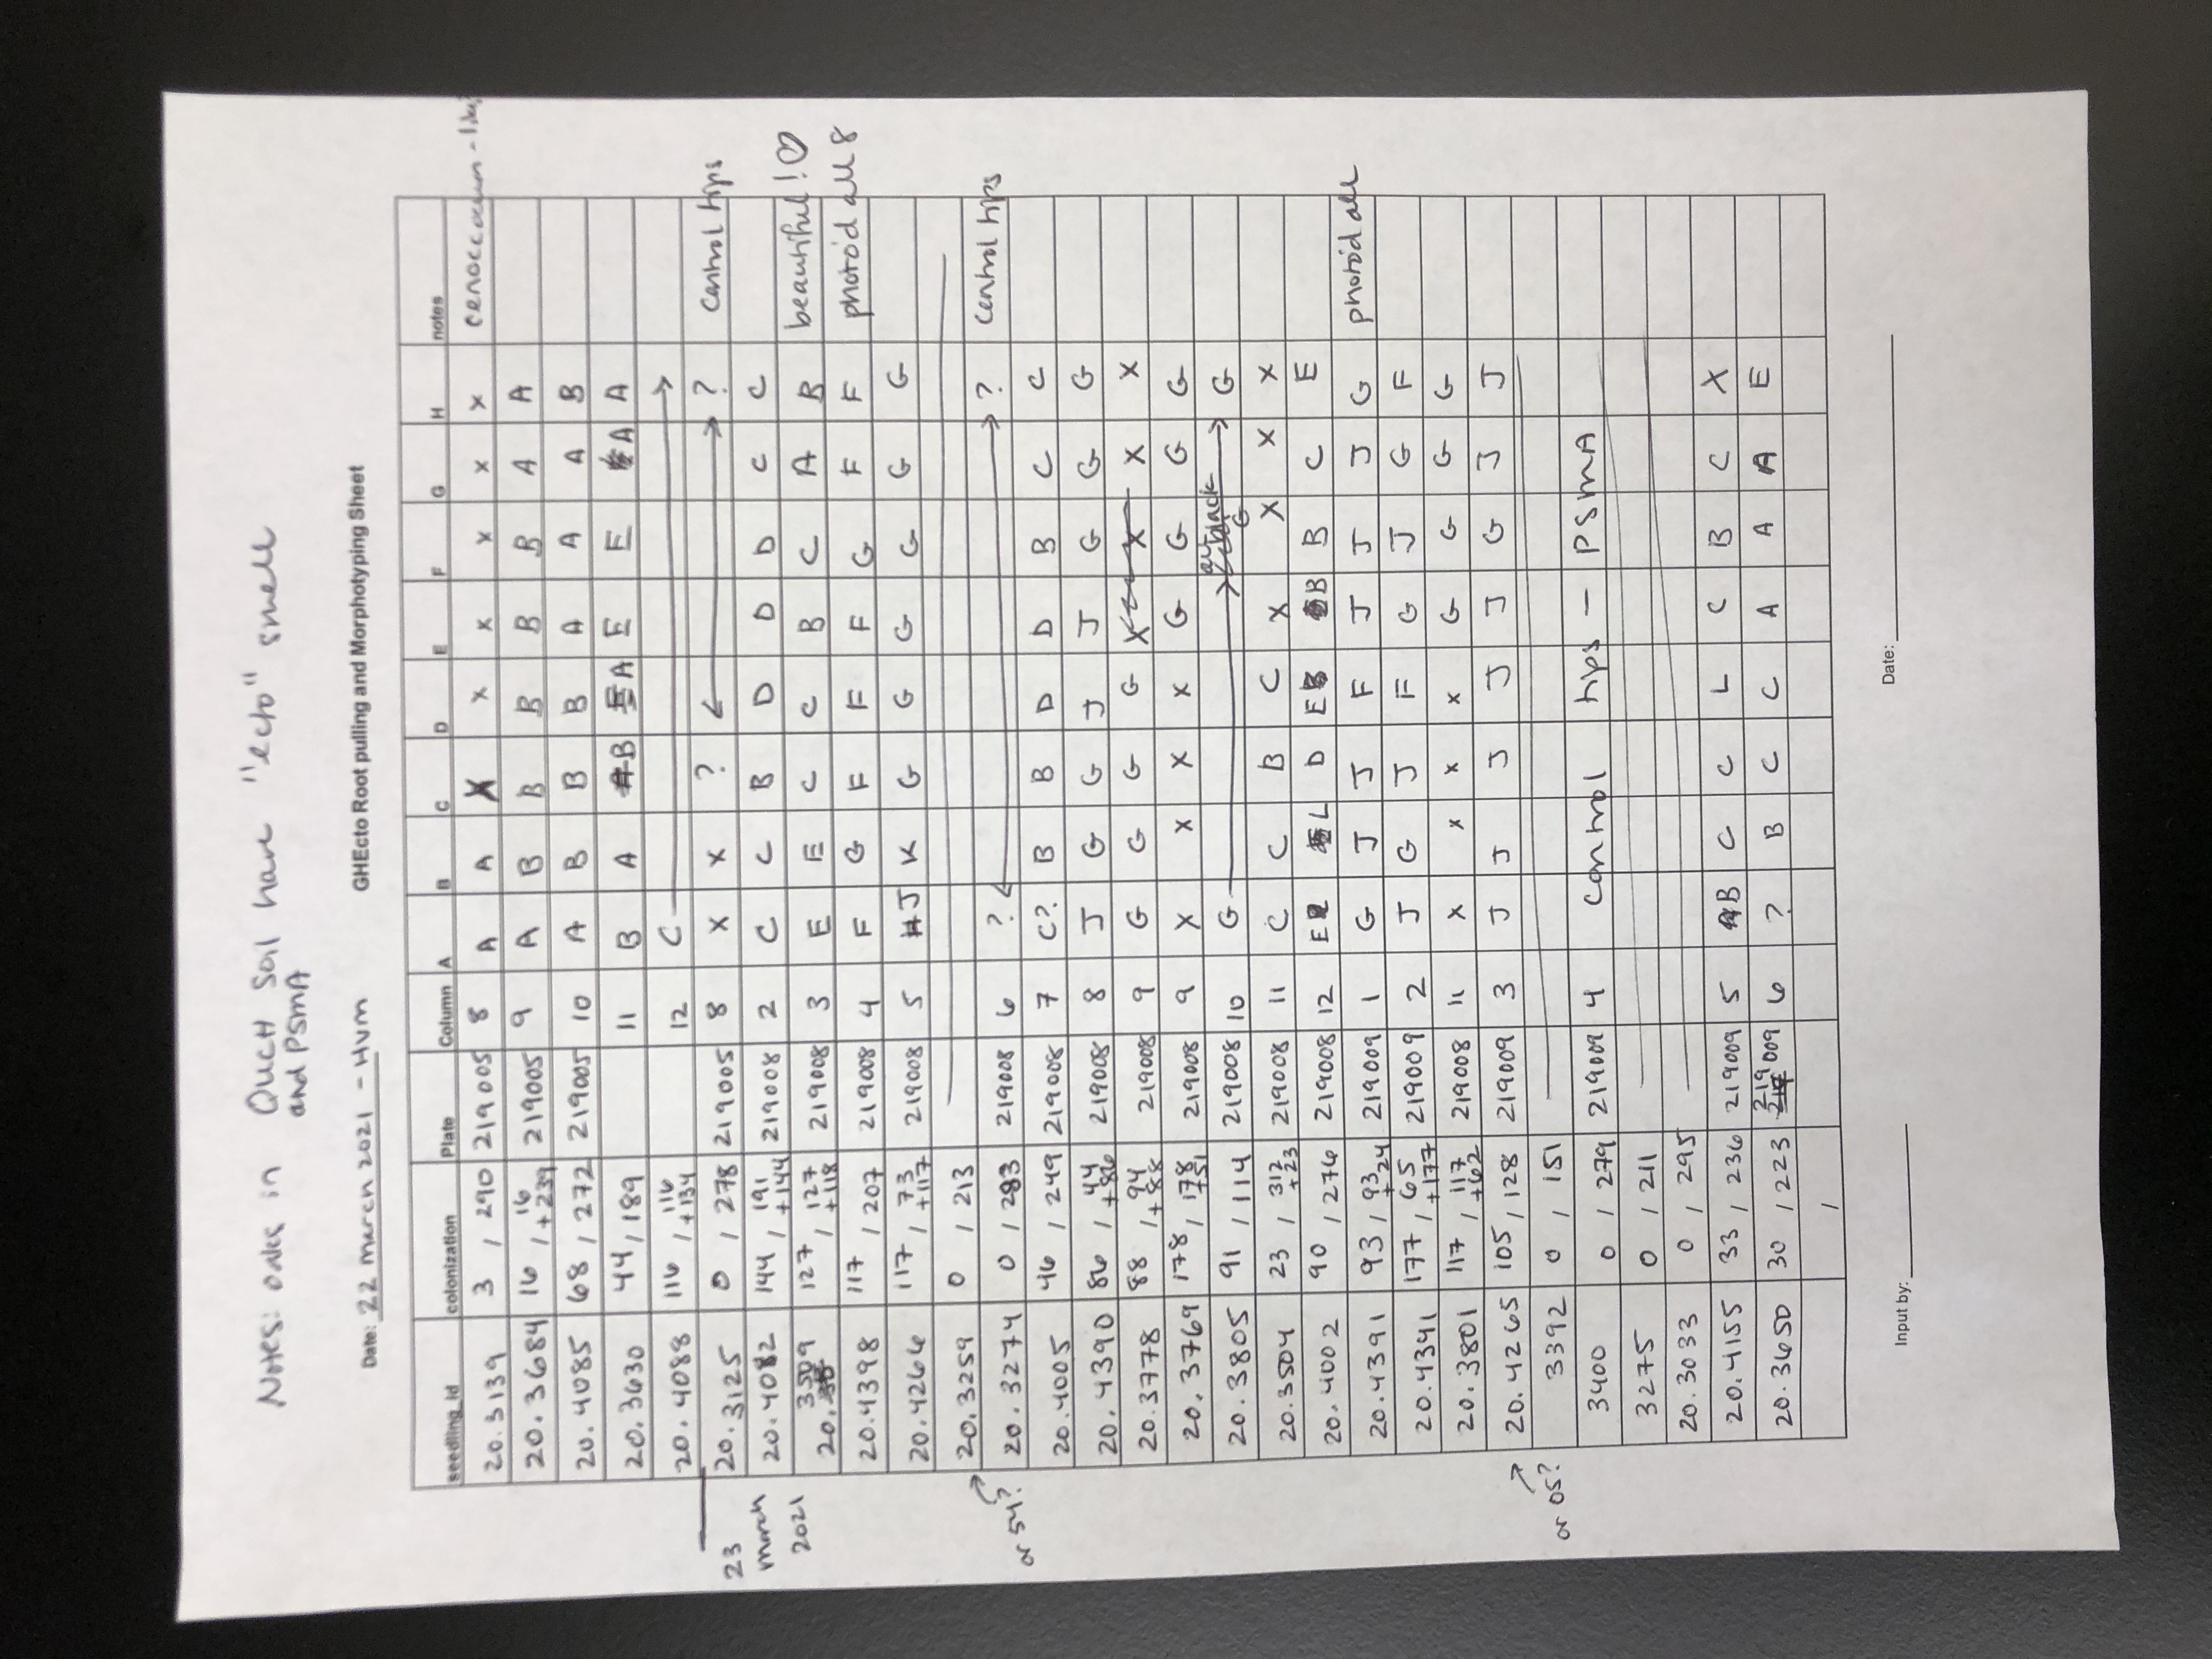 Notes: oaks in QUCH soil have "ecto" smell
and PSMA
Date: 22 march 2021 - HVM GHEcto Root pulling and Morphotyping Sheet
seedling_id colonization Plate Column A B C D E F G H notes
20.3139 3 / 290 219005 8 A A X x x x x x cenoccocum-like?
20.3684 16 / 16 +239 219005 9 A B B B B B A A
20.4085 68 / 272 219005 10 A B B B A A A B
20.3630 44 / 189 11 B A B A E E A A
20.4088 116 / 116 +134 12 C →
23 march 2021
20.3125 0 / 278 219005 8 X X ? ↔ ? control tips
20.4082 144 / 191 +144 219008 2 C C B D D D C C
20.3509 127 / 127 +118 219008 3 E E C C B C A B beautiful! ♡
20.4398 117 / 207 219008 4 F G F F F G F F photo'd all 8
20.4266 117 / 73 +117 219008 5 J K G G G G G G
20.3259 0 / 213
or 54?
20.3274 0 / 283 219008 6 ? ↔ ? control tips
20.4005 46 / 249 219008 7 C? B B D D B C C
20.4390 86 / 44 +86 219008 8 J G G J J G G G
20.3778 88 / 94 +88 219008 9 G G G G X X X X
20.3769 178 / 178 219008 9 X X X X G G G G
20.3805 91 / 114 219008 10 G → black G → G
20.3504 23 / 312 +23 219008 11 C C B C X X X X
20.4002 90 / 276 219008 12 E L D E B B C E
20.4391 93 / 93 +24 219009 1 G J J F J J J G photo'd all
20.4341 177 / 65 +177 219009 2 J G J F G J G F
20.3801 117 / 117 +62 219008 11 X X X X G G G G
20.4265 105 / 128 219009 3 J J J J J G J J
or 05?
3392 0 / 151
3400 0 / 279 219009 4 control tips - PSMA
3275 0 / 211
20.3033 0 / 295
20.4155 33 / 236 219009 5 B C C L C B C X
20.3650 30 / 223 219009 6 ? B C C A A A E
/
Input by: Date: